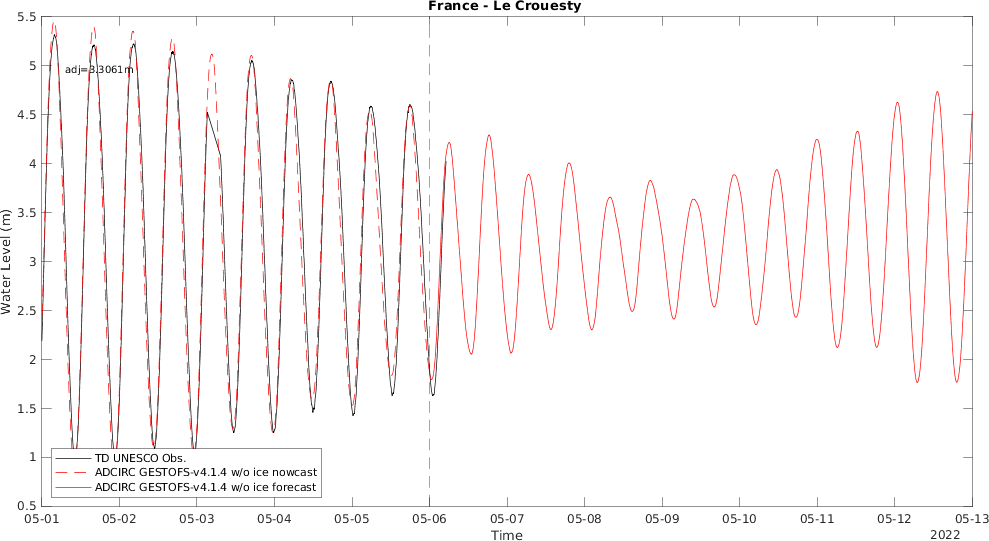 France - Le Crouesty
5.5
5
4.5
4
3.5
3
2.5
2
1.5
1
0.5
Water Level (m)
adj=3.3061m
TD UNESCO Obs.
ADCIRC GESTOFS-v4.1.4 w/o ice nowcast
ADCIRC GESTOFS-v4.1.4 w/o ice forecast
05-01 05-02 05-03 05-04 05-05 05-06 05-07 05-08 05-09 05-10 05-11 05-12 05-13
Time
2022